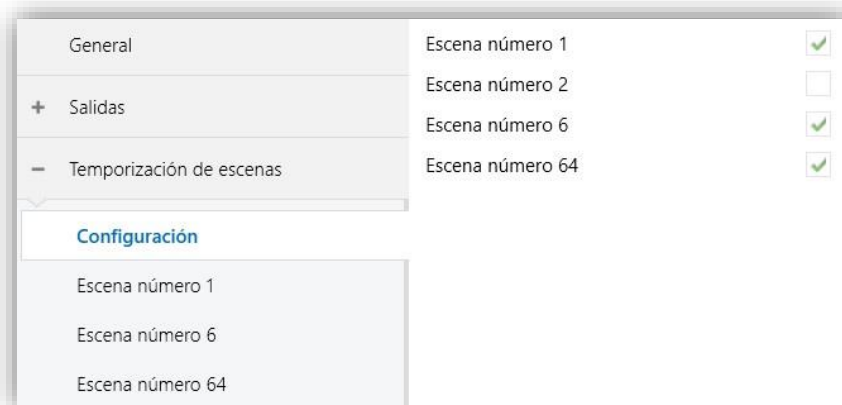 General
Salidas
Temporización de escenas
Configuración
Escena número 1
Escena número 6
Escena número 64
Escena número 1
Escena número 2
Escena número 6
Escena número 64